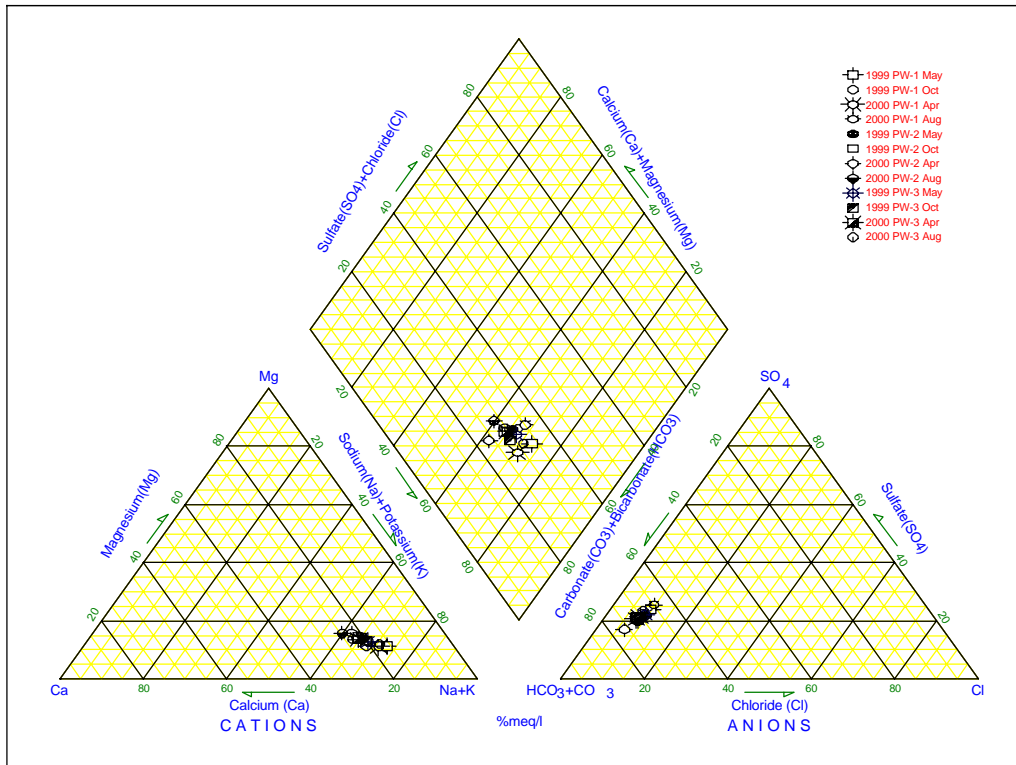 1999 PW-1 May
1999 PW-1 Oct
2000 PW-1 Apr
2000 PW-1 Aug
1999 PW-2 May
1999 PW-2 Oct
2000 PW-2 Apr
2000 PW-2 Aug
1999 PW-3 May
1999 PW-3 Oct
2000 PW-3 Apr
2000 PW-3 Aug
80
60
40
20
Sulfate(SO4)+Chloride(Cl)
80
60
40
20
Calcium(Ca)+Magnesium(Mg)
20
40
60
80
20
40
60
80
Carbonate(CO3)+Bicarbonate(HCO3)
Mg
80
60
40
20
Magnesium(Mg)
20
40
60
80
Sodium(Na)+Potassium(K)
Ca
80
60
40
20
Na+K
Calcium (Ca)
CATIONS
%meq/l
SO4
40
60
80
20
40
20
Sulfate(SO4)
HCO3+CO3
20
40
60
80
Cl
Chloride (Cl)
ANIONS